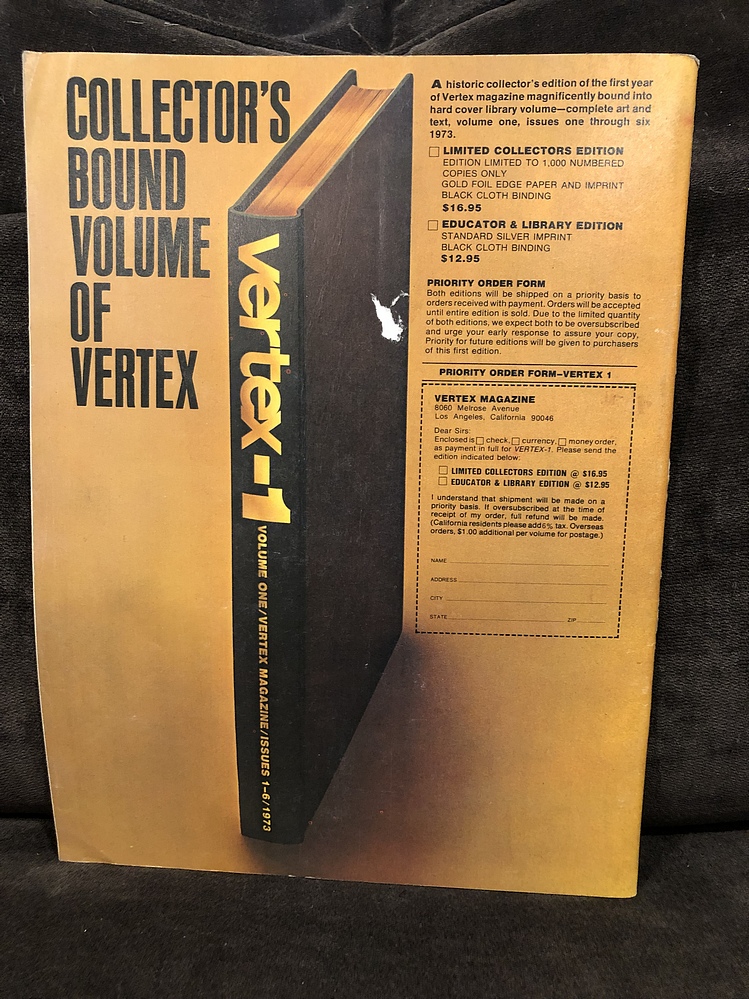 COLLECTOR'S
BOUND
VOLUME
OF
VERTEX
vertex-1
VOLUME ONE/VERTEX MAGAZINE/ISSUES 1-6/1973
A historic collector's edition of the first year
of Vertex magazine magnificently bound into
hard cover library volume—complete art and
text, volume one, issues one through six
1973.
LIMITED COLLECTORS EDITION
EDITION LIMITED TO 1,000 NUMBERED
COPIES ONLY
GOLD FOIL EDGE PAPER AND IMPRINT
BLACK CLOTH BINDING
$16.95
EDUCATOR & LIBRARY EDITION
STANDARD SILVER IMPRINT
BLACK CLOTH BINDING
$12.95
PRIORITY ORDER FORM
Both editions will be shipped on a priority basis to
orders received with payment. Orders will be accepted
until entire edition is sold. Due to the limited quantity
of both editions, we expect both to be oversubscribed
and urge your early response to assure your copy.
Priority for future editions will be given to purchasers
of this first edition.
PRIORITY ORDER FORM—VERTEX 1
VERTEX MAGAZINE
8060 Melrose Avenue
Los Angeles, California 90046
Dear Sirs:
Enclosed is check, currency, money order,
as payment in full for VERTEX-1. Please send the
edition indicated below:
LIMITED COLLECTORS EDITION @ $16.95
EDUCATOR & LIBRARY EDITION @ $12.95
I understand that shipment will be made on a
priority basis. If oversubscribed at the time of
receipt of my order, full refund will be made.
(California residents please add 6% tax. Overseas
orders, $1.00 additional per volume for postage.)
NAME
ADDRESS
CITY
STATE ZIP